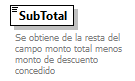 SubTotal
Se obtiene de la resta del
campo monto total menos
monto de descuento
concedido